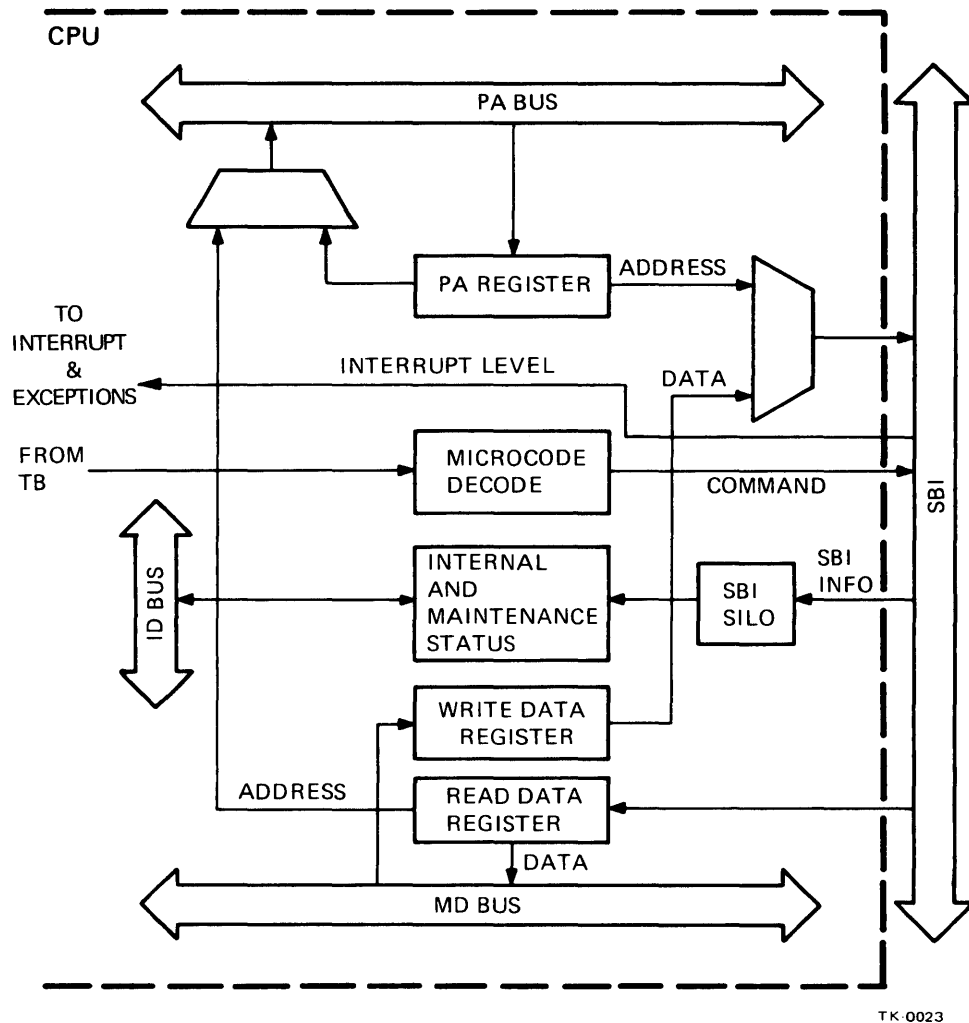 CPU
PA BUS
PA REGISTER
ADDRESS
TO
INTERRUPT
&
EXCEPTIONS
INTERRUPT LEVEL
DATA
FROM
TB
MICROCODE
DECODE
COMMAND
SBI
ID BUS
INTERNAL
AND
MAINTENANCE
STATUS
SBI
SILO
SBI
INFO
WRITE DATA
REGISTER
ADDRESS
READ DATA
REGISTER
DATA
MD BUS
TK-0023